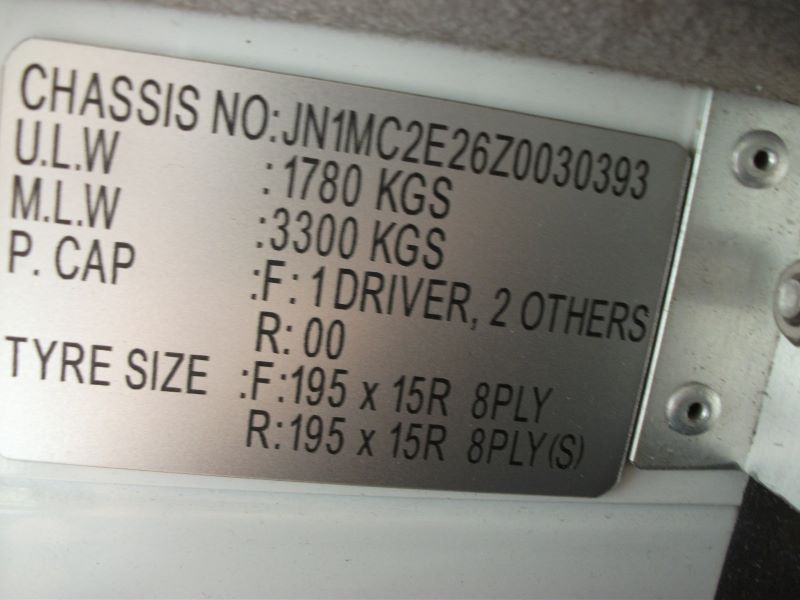 CHASSIS NO:JN1MC2E26Z0030393
U.L.W :1780 KGS
M.L.W :3300 KGS
P. CAP :F: 1 DRIVER, 2 OTHERS
R: 00
TYRE SIZE :F:195 x 15R 8PLY
R:195 x 15R 8PLY(S)